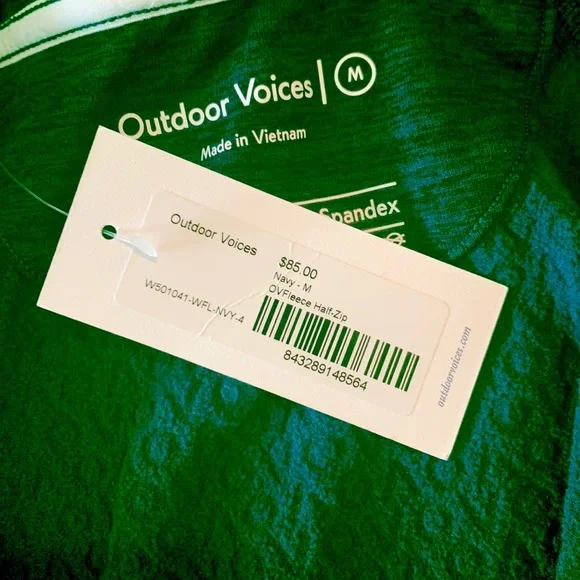 Outdoor Voices | M
Made in Vietnam
Spandex
Outdoor Voices
$85.00
Navy - M
OVFleece Half-Zip
W501041-WFL-NVY-4
843289148564
outdoorvoices.com